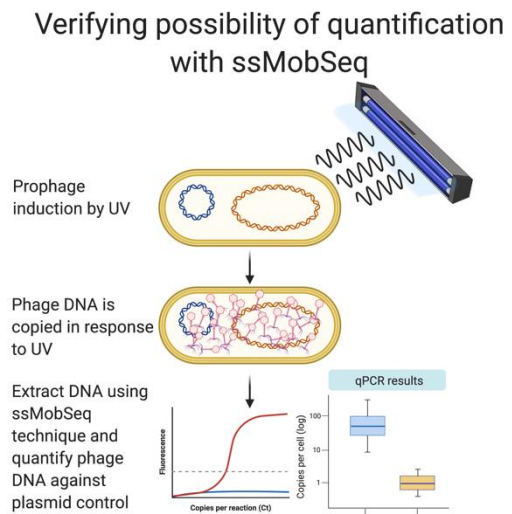 Verifying possibility of quantification
with ssMobSeq
Prophage
induction by UV
Phage DNA is
copied in response
to UV
Extract DNA using
ssMobSeq
technique and
quantify phage
DNA against
plasmid control
Fluorescence
Copies per reaction (Ct)
qPCR results
Copies per cell (log)
100
10
1